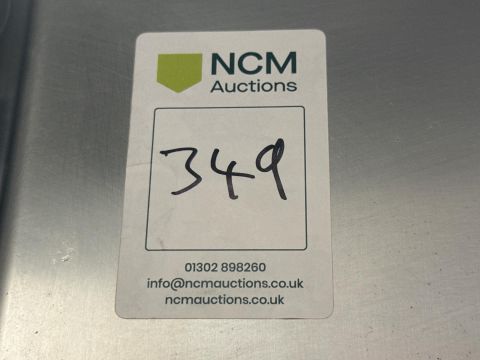 NCM
Auctions
349
01302 898260
info@ncmauctions.co.uk
ncmauctions.co.uk